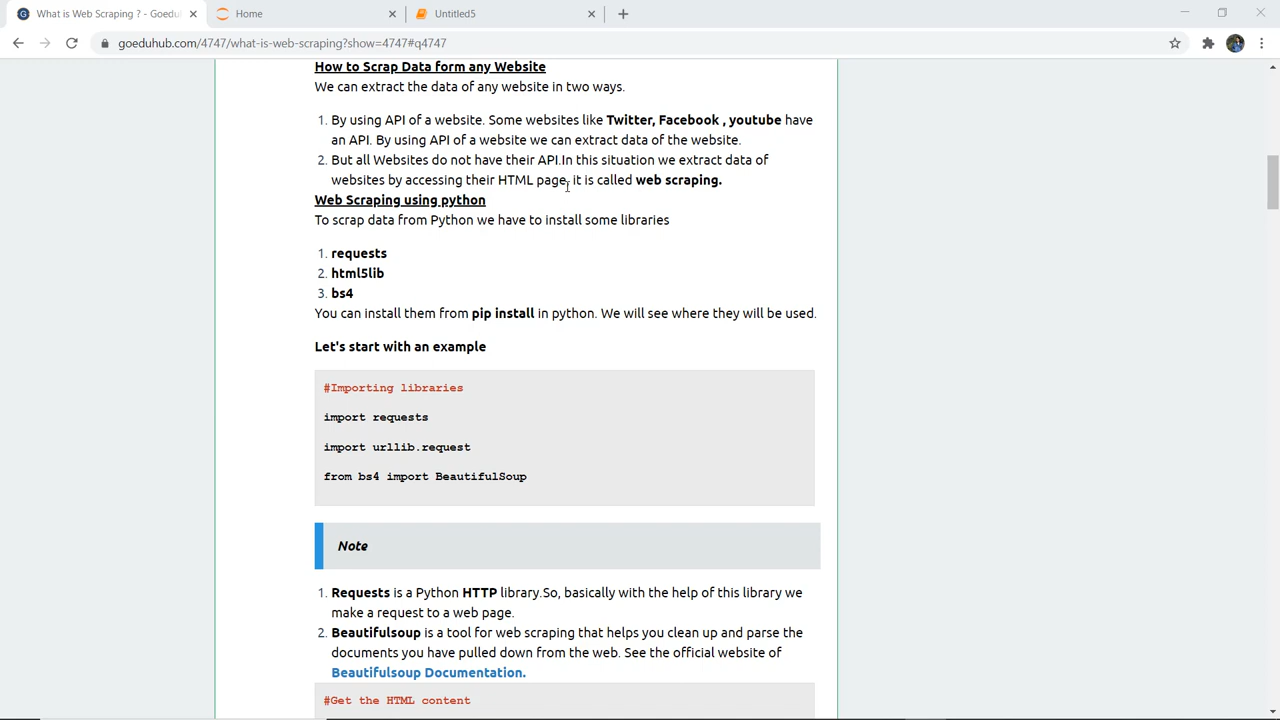 What is Web Scraping ? - Goedu
Home
Untitled5
goeduhub.com/4747/what-is-web-scraping?show=4747#q4747
How to Scrap Data form any Website
We can extract the data of any website in two ways.
1. By using API of a website. Some websites like Twitter, Facebook , youtube have
an API. By using API of a website we can extract data of the website.
2. But all Websites do not have their API.In this situation we extract data of
websites by accessing their HTML page, it is called web scraping.
Web Scraping using python
To scrap data from Python we have to install some libraries
1. requests
2. html5lib
3. bs4
You can install them from pip install in python. We will see where they will be used.
Let's start with an example
#Importing libraries
import requests
import urllib.request
from bs4 import BeautifulSoup
Note
1. Requests is a Python HTTP library.So, basically with the help of this library we
make a request to a web page.
2. Beautifulsoup is a tool for web scraping that helps you clean up and parse the
documents you have pulled down from the web. See the official website of
Beautifulsoup Documentation.
#Get the HTML content